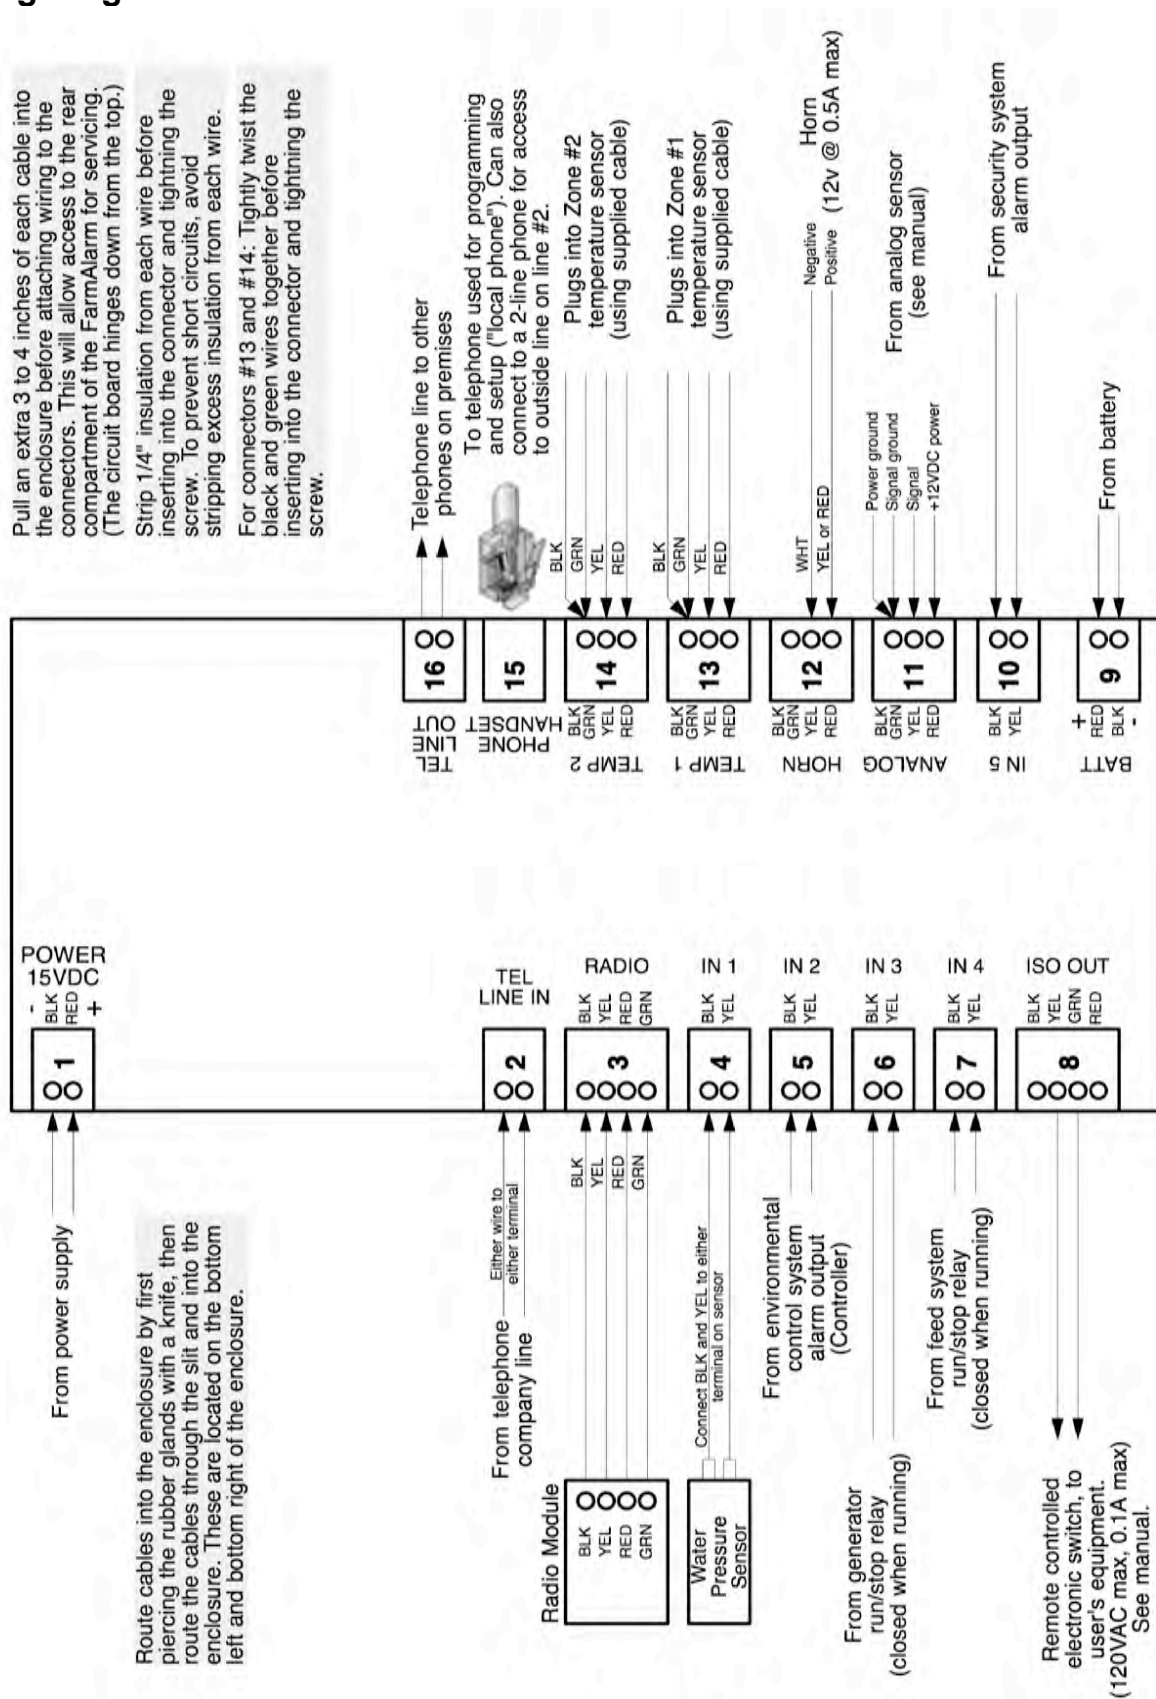 Pull an extra 3 to 4 inches of each cable into
the enclosure before attaching wiring to the
connectors. This will allow access to the rear
compartment of the FarmAlarm for servicing.
(The circuit board hinges down from the top.)
Strip 1/4" insulation from each wire before
inserting into the connector and tightning the
screw. To prevent short circuits, avoid
stripping excess insulation from each wire.
For connectors #13 and #14: Tightly twist the
black and green wires together before
inserting into the connector and tightning the
screw.
Route cables into the enclosure by first
piercing the rubber glands with a knife, then
route the cables through the slit and into the
enclosure. These are located on the bottom
left and bottom right of the enclosure.
From power supply
1
-
BLK
RED
+
POWER
15VDC
From telephone
company line
Either wire to
either terminal
2
TEL
LINE IN
Radio Module
BLK
YEL
RED
GRN
BLK
YEL
RED
GRN
3
BLK
YEL
RED
GRN
RADIO
Water
Pressure
Sensor
Connect BLK and YEL to either
terminal on sensor
4
BLK
YEL
IN 1
From environmental
control system
alarm output
(Controller)
5
BLK
YEL
IN 2
From generator
run/stop relay
(closed when running)
6
BLK
YEL
IN 3
From feed system
run/stop relay
(closed when running)
7
BLK
YEL
IN 4
Remote controlled
electronic switch, to
user's equipment.
(120VAC max, 0.1A max)
See manual.
8
BLK
YEL
GRN
RED
ISO OUT
TEL
LINE
OUT
16
Telephone line to other
phones on premises
PHONE
HANDSET
15
To telephone used for programming
and setup ("local phone"). Can also
connect to a 2-line phone for access
to outside line on line #2.
TEMP 2
BLK
GRN
YEL
RED
14
BLK
GRN
YEL
RED
Plugs into Zone #2
temperature sensor
(using supplied cable)
TEMP 1
BLK
GRN
YEL
RED
13
BLK
GRN
YEL
RED
Plugs into Zone #1
temperature sensor
(using supplied cable)
HORN
BLK
GRN
YEL
RED
12
WHT
YEL or RED
Negative
Positive
Horn
(12v @ 0.5A max)
ANALOG
BLK
GRN
YEL
RED
11
Power ground
Signal ground
Signal
+12VDC power
From analog sensor
(see manual)
IN 5
BLK
YEL
10
From security system
alarm output
BATT
+
RED
BLK
-
9
From battery